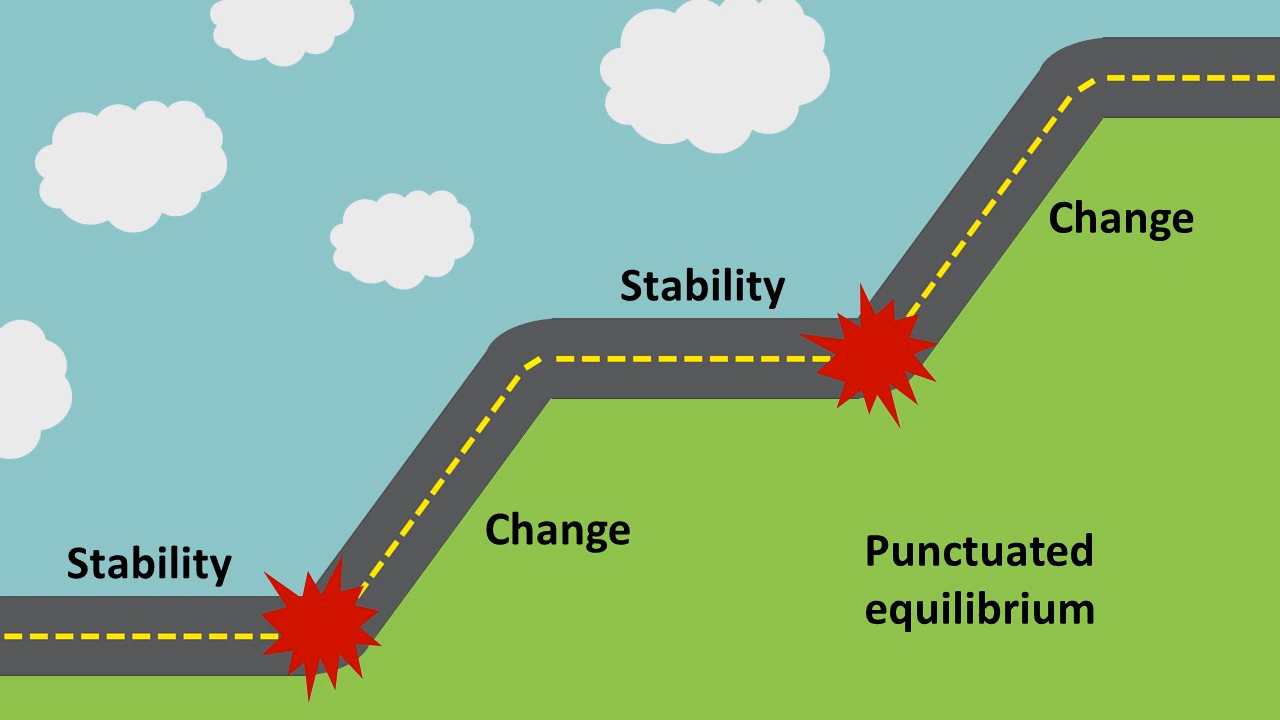 Change
Stability
Stability
Change
Punctuated
equilibrium